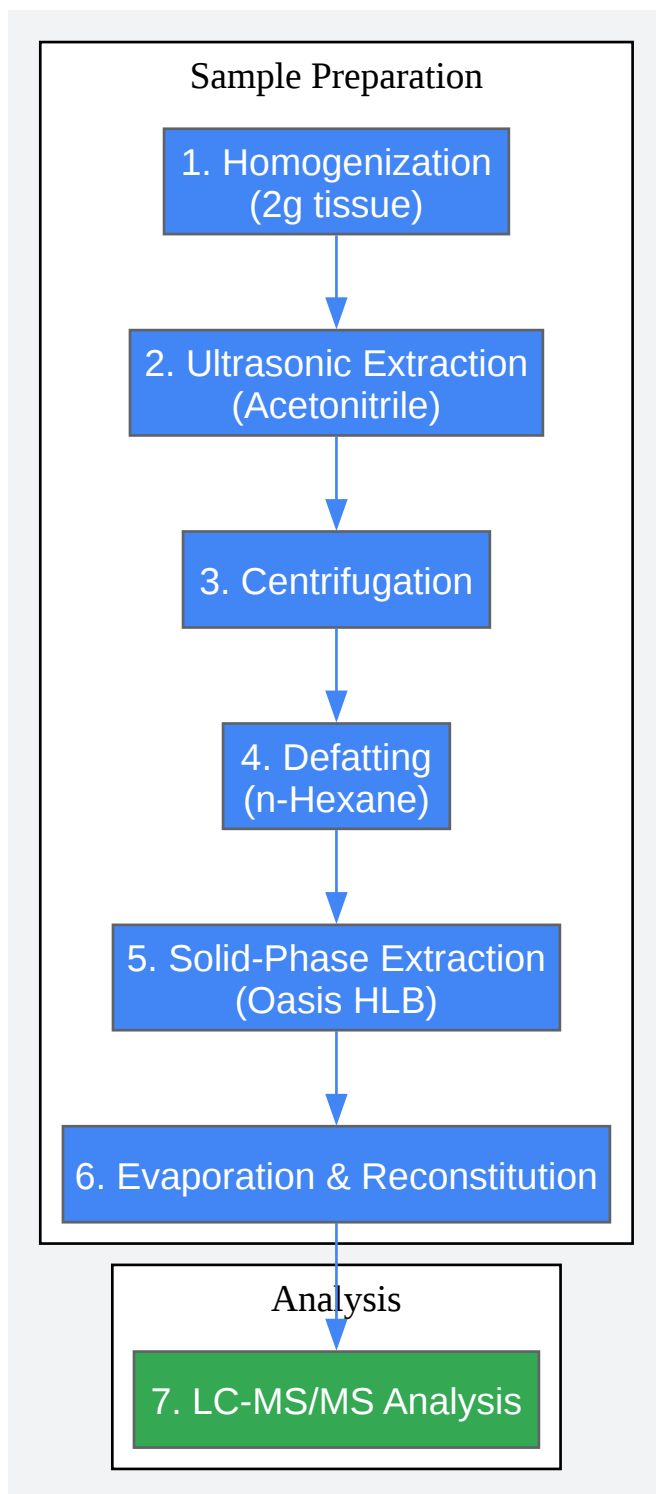 Sample Preparation
1. Homogenization
(2g tissue)
2. Ultrasonic Extraction
(Acetonitrile)
3. Centrifugation
4. Defatting
(n-Hexane)
5. Solid-Phase Extraction
(Oasis HLB)
6. Evaporation & Reconstitution
Analysis
7. LC-MS/MS Analysis